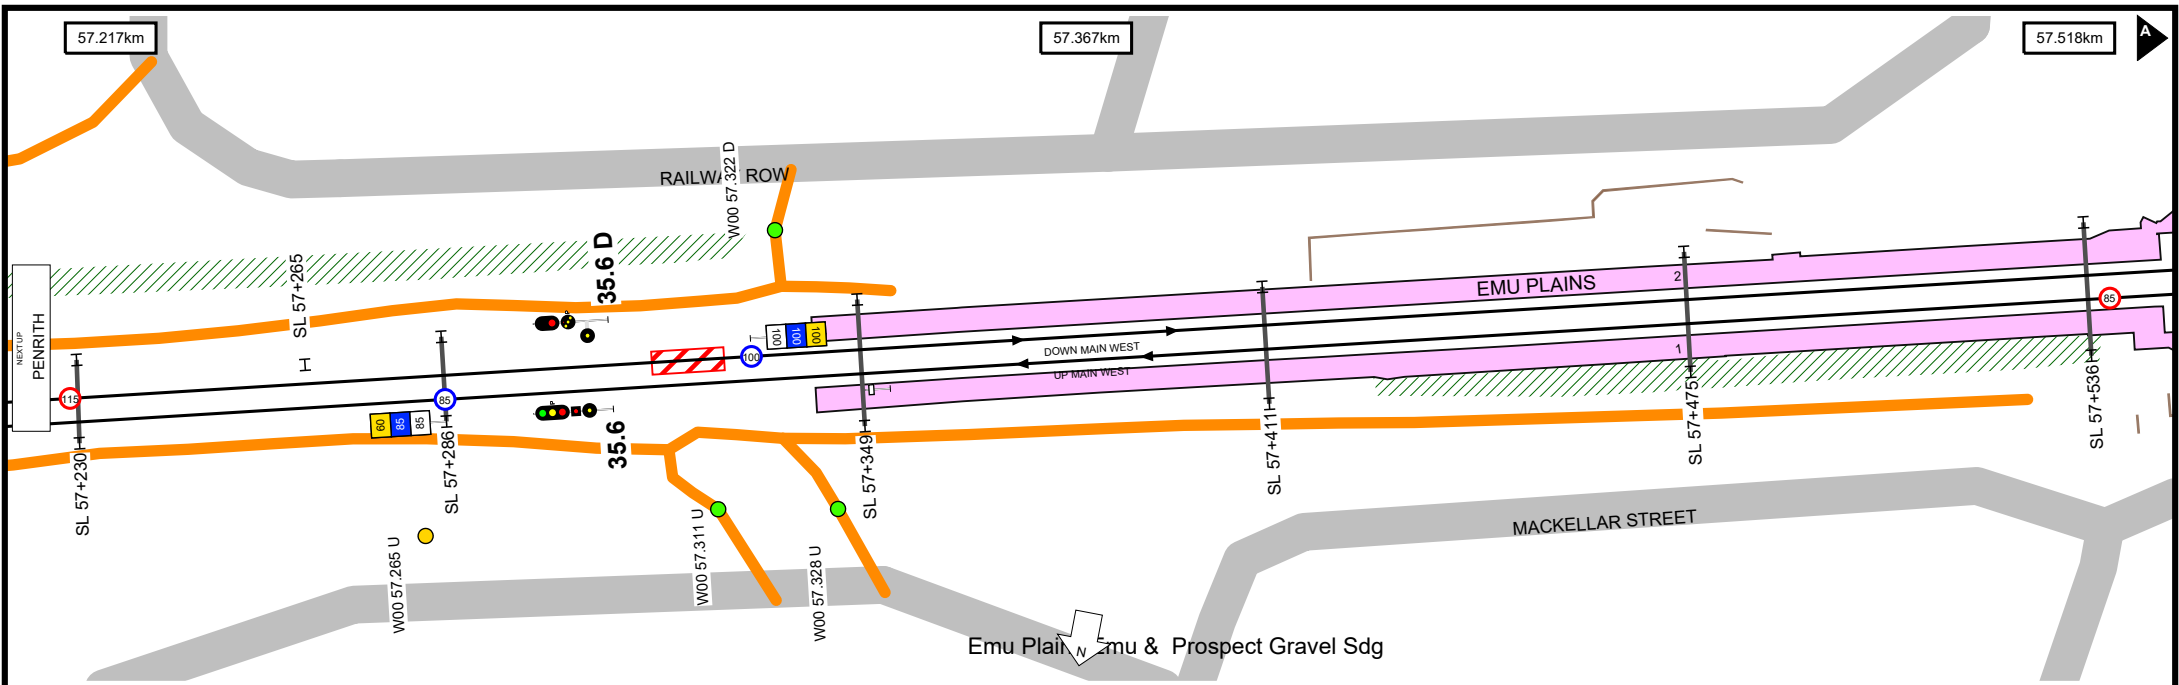 57.217km
57.367km
57.518km
A
RAILWAY ROW
W00 57.322 D
SL 57+265
35.6 D
NEXT UP
PENRITH
115
85
60
85
85
P
P
100
100
100
100
DOWN MAIN WEST
UP MAIN WEST
EMU PLAINS
2
1
85
35.6
SL 57+230
SL 57+286
SL 57+349
SL 57+411
SL 57+475
SL 57+536
W00 57.265 U
W00 57.311 U
W00 57.328 U
MACKELLAR STREET
Emu Plains Emu & Prospect Gravel Sdg
N